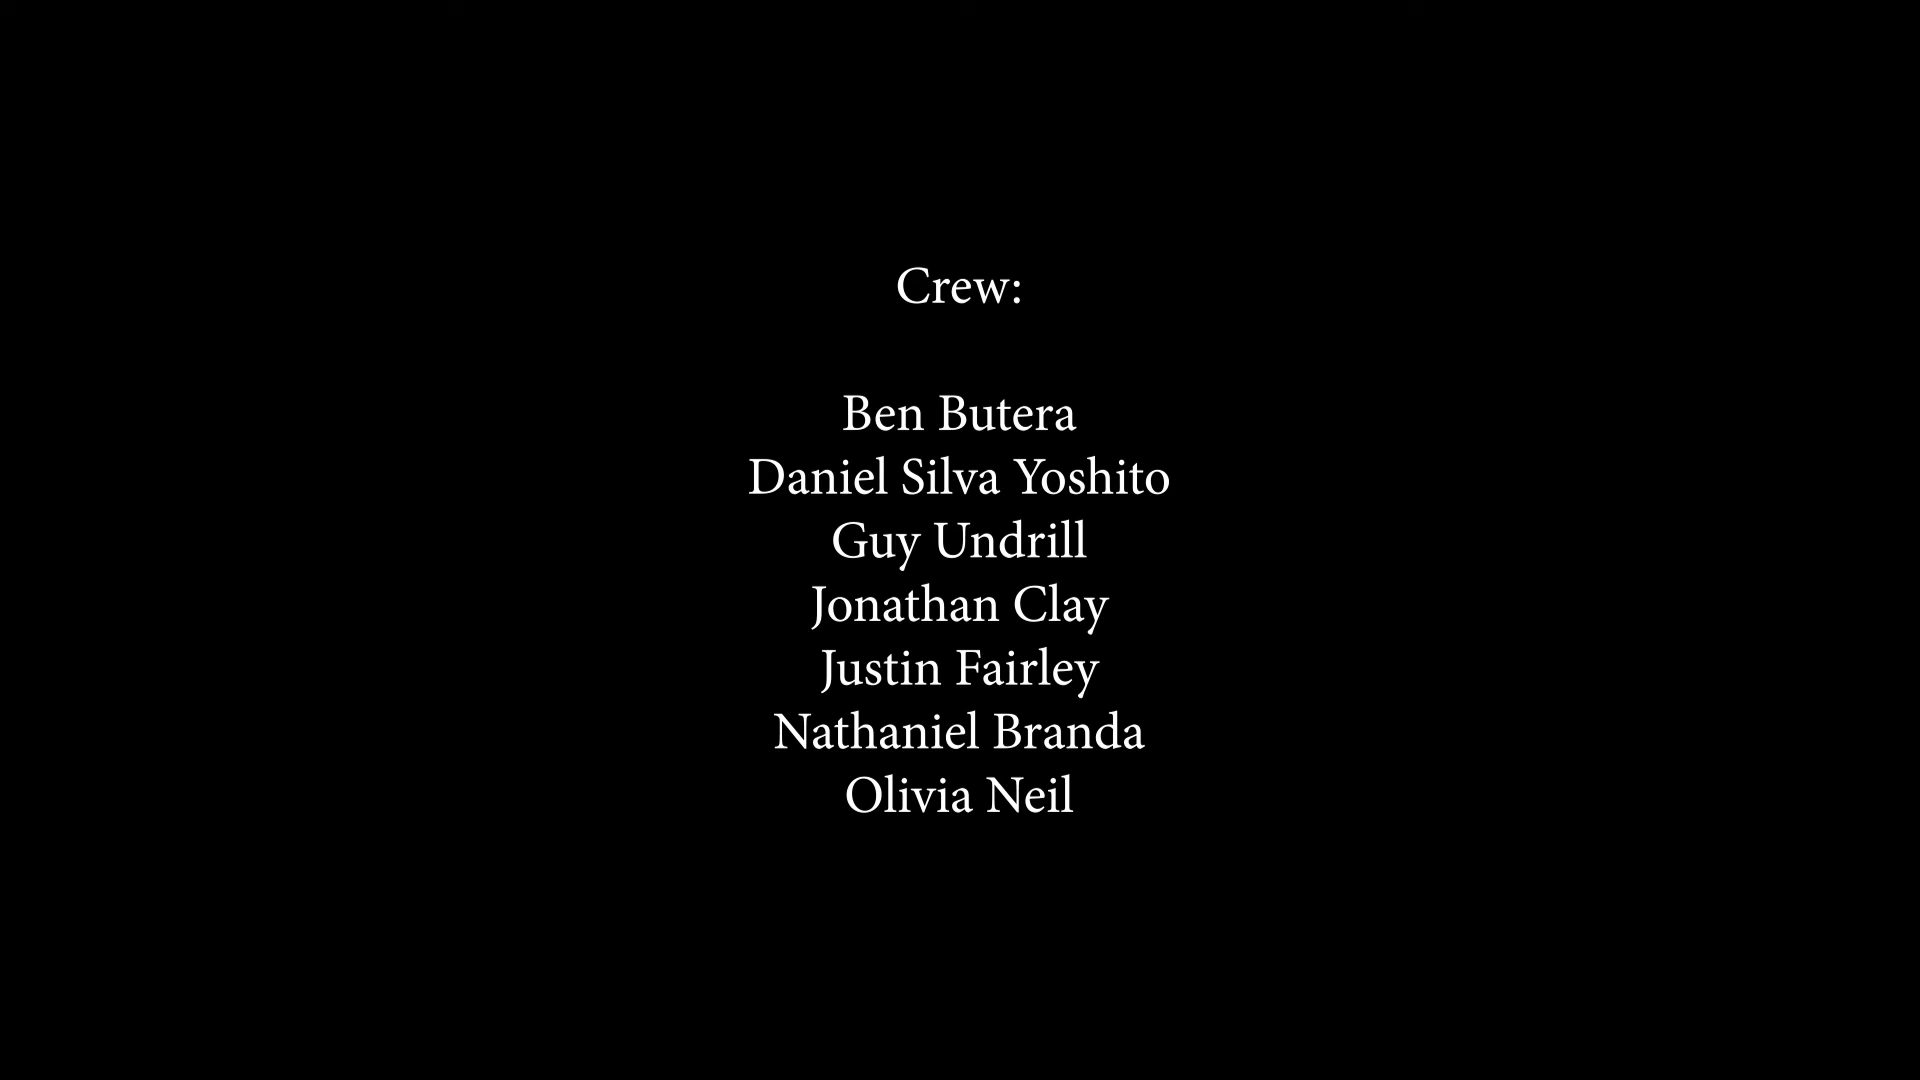 Crew:
Ben Butera
Daniel Silva Yoshito
Guy Undrill
Jonathan Clay
Justin Fairley
Nathaniel Branda
Olivia Neil